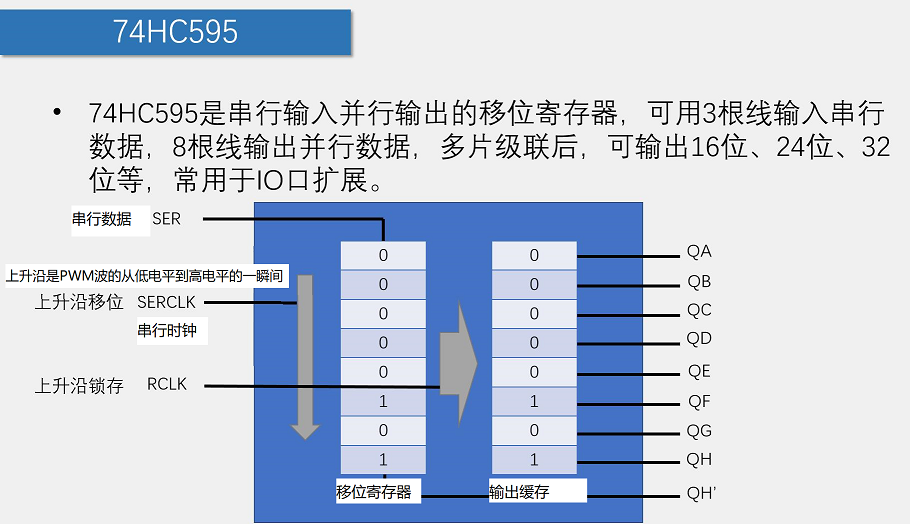 74HC595
• 74HC595是串行输入并行输出的移位寄存器，可用3根线输入串行
数据，8根线输出并行数据，多片级联后，可输出16位、24位、32
位等，常用于IO口扩展。
串行数据 SER
上升沿是PWM波的从低电平到高电平的一瞬间
上升沿移位 SERCLK
串行时钟
上升沿锁存 RCLK
0 0 QA
0 0 QB
0 0 QC
0 0 QD
0 0 QE
1 1 QF
0 0 QG
1 1 QH
移位寄存器 输出缓存 QH'